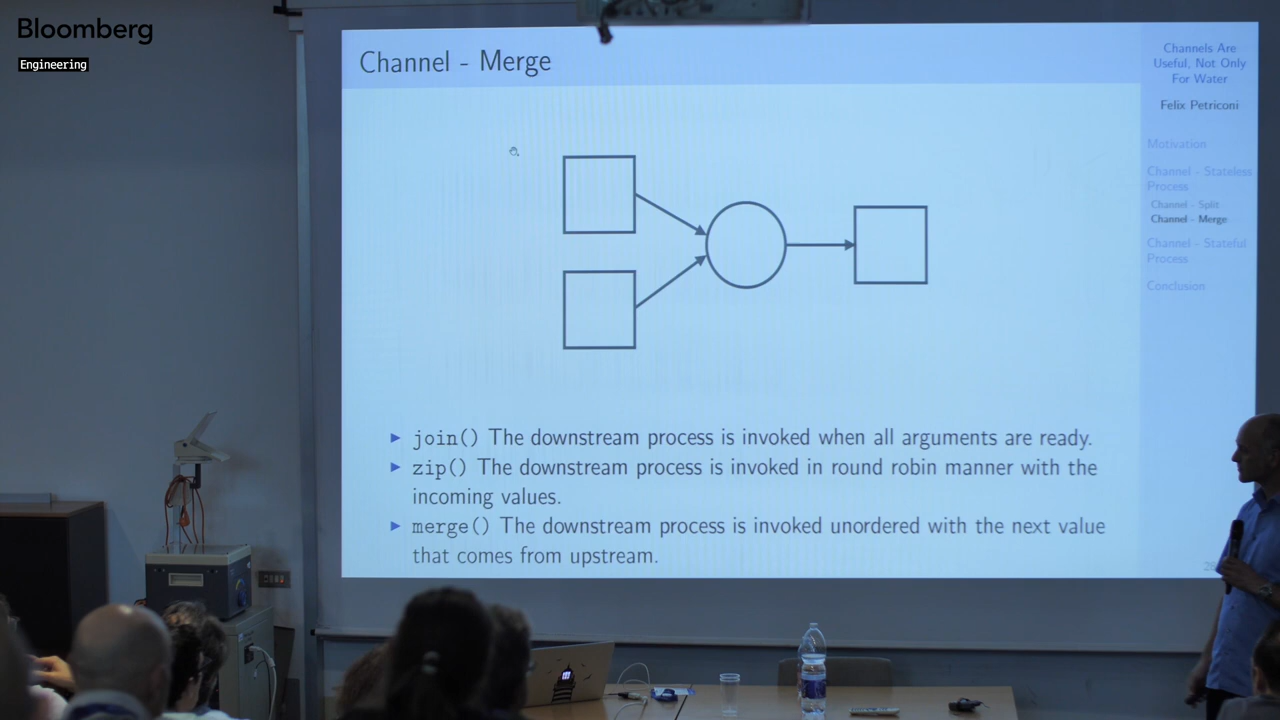 Bloomberg
Engineering
Channel - Merge
join() The downstream process is invoked when all arguments are ready.
zip() The downstream process is invoked in round robin manner with the
incoming values.
merge() The downstream process is invoked unordered with the next value
that comes from upstream.
Channels Are
Useful, Not Only
For Water
Felix Petriconi
Motivation
Channel - Stateless
Process
Channel - Split
Channel - Merge
Channel - Stateful
Process
Conclusion